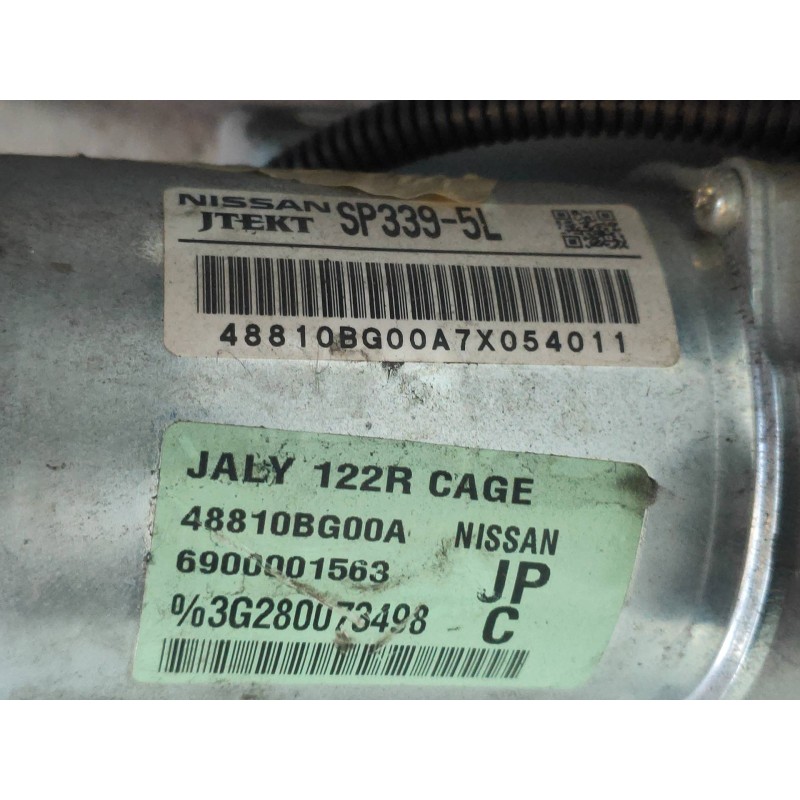 NISSAN
JTEKT SP339-5L
48810BG00A7X054011
JALY 122R CAGE
48810BG00A NISSAN
6900001563 JP
%3G280073498 C